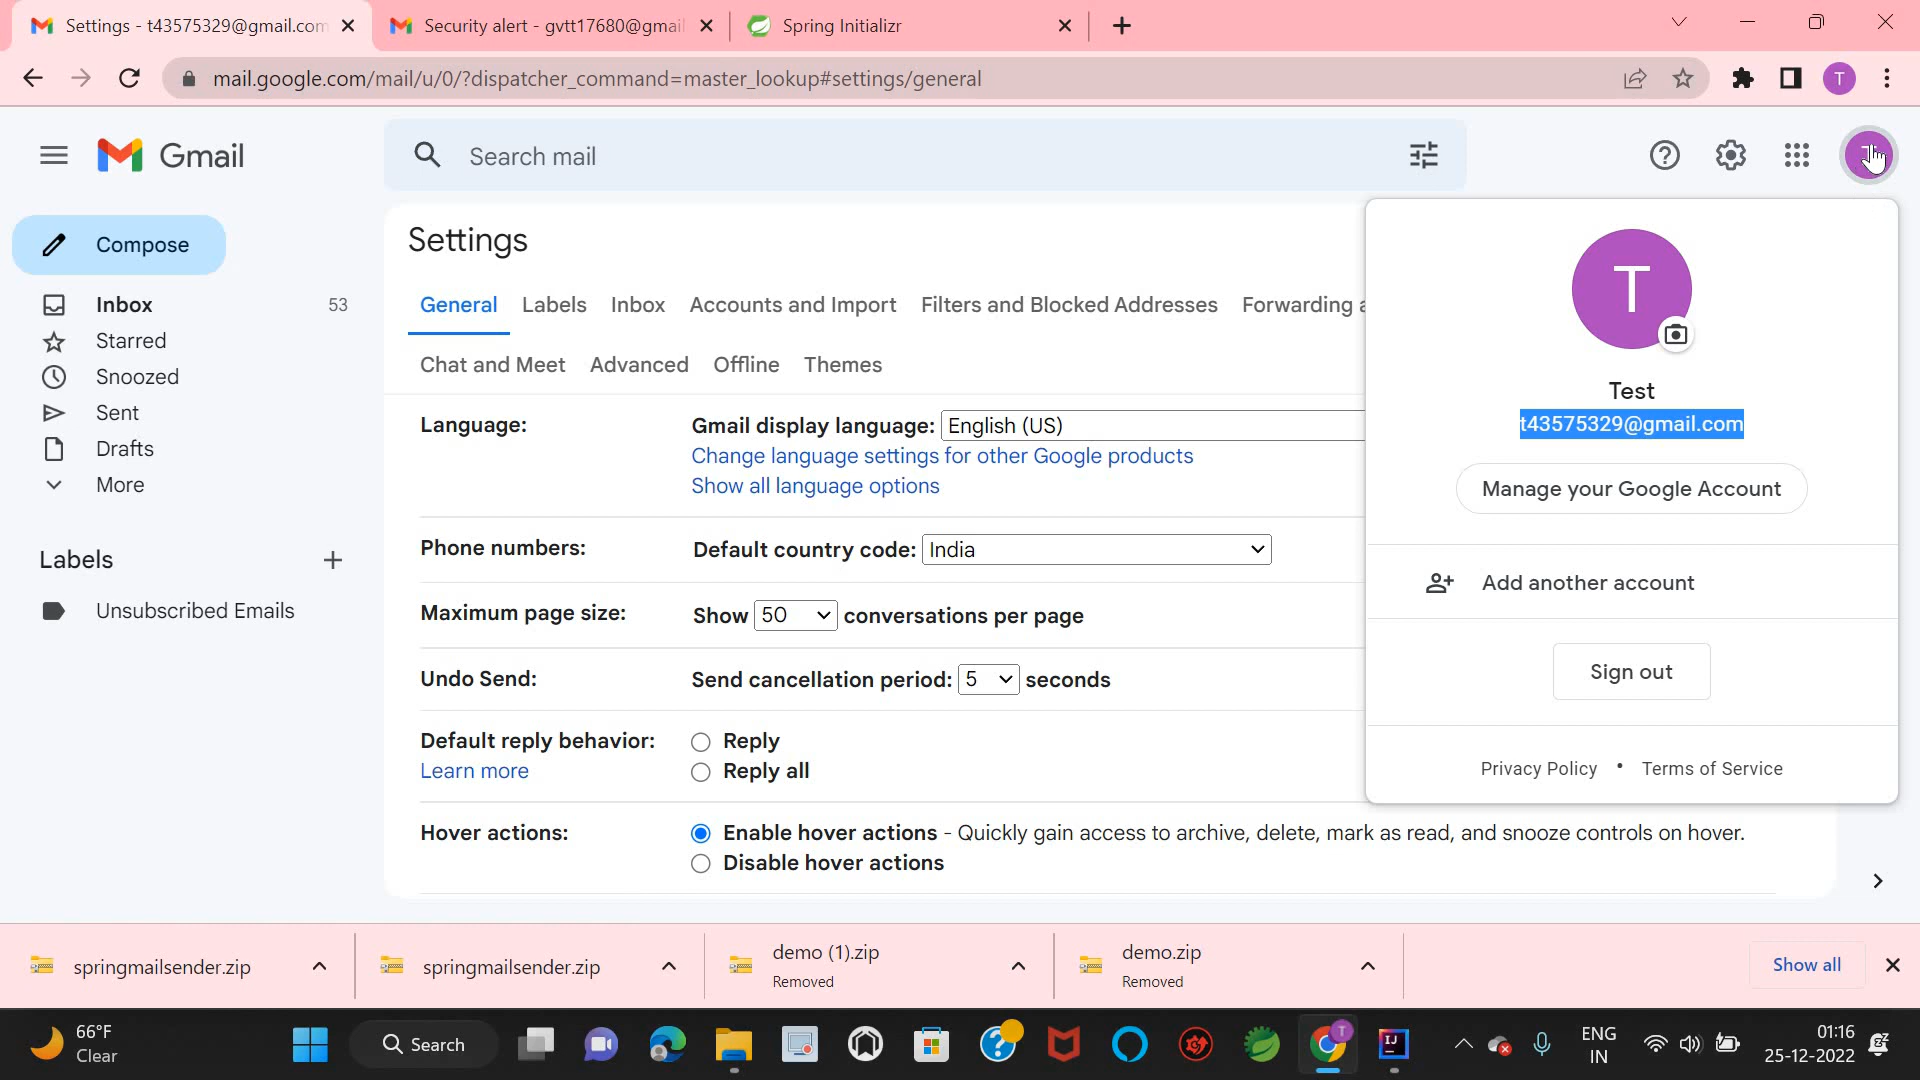 Settings - t43575329@gmail.com
Security alert - gvtt17680@gmail
Spring Initializr
mail.google.com/mail/u/0/?dispatcher_command=master_lookup#settings/general
T
Gmail
Search mail
Compose
Inbox 53
Starred
Snoozed
Sent
Drafts
More
Labels
Unsubscribed Emails
Settings
General Labels Inbox Accounts and Import Filters and Blocked Addresses Forwarding a
Chat and Meet Advanced Offline Themes
Language: Gmail display language: English (US)
Change language settings for other Google products
Show all language options
Phone numbers: Default country code: India
Maximum page size: Show 50 conversations per page
Undo Send: Send cancellation period: 5 seconds
Default reply behavior: Reply
Learn more Reply all
Hover actions: Enable hover actions - Quickly gain access to archive, delete, mark as read, and snooze controls on hover.
Disable hover actions
T
Test
t43575329@gmail.com
Manage your Google Account
Add another account
Sign out
Privacy Policy • Terms of Service
springmailsender.zip
springmailsender.zip
demo (1).zip
Removed
demo.zip
Removed
Show all
66°F
Clear
Search
T
IJ
ENG
IN
01:16
25-12-2022